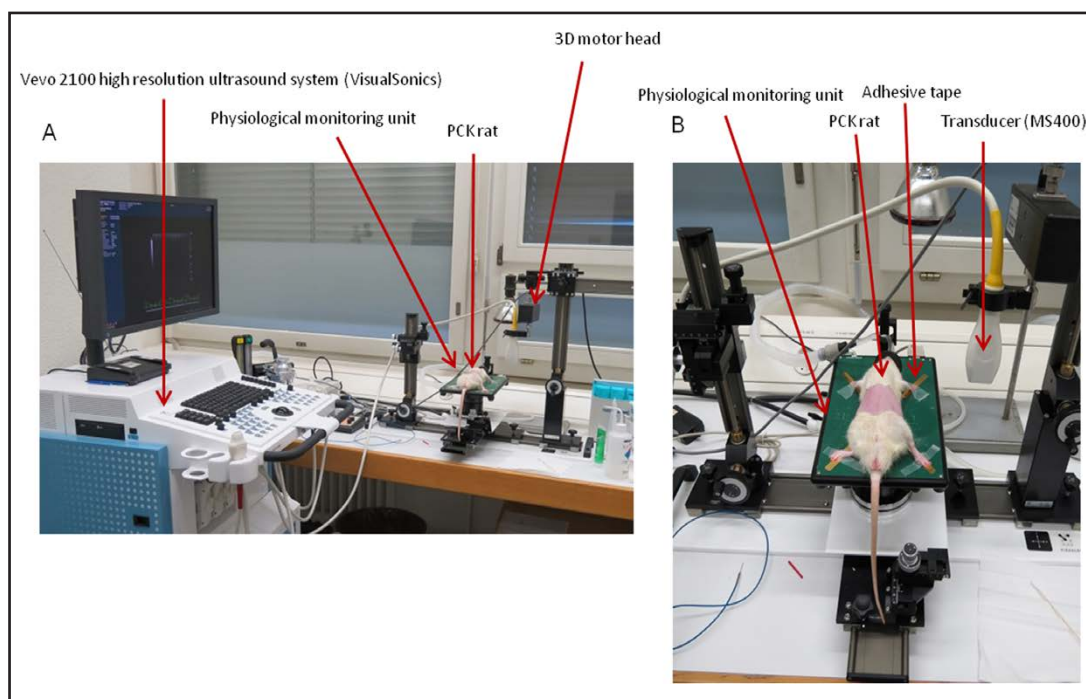 3D motor head
Vevo 2100 high resolution ultrasound system (VisualSonics)
Physiological monitoring unit
PCK rat
A
Physiological monitoring unit
Adhesive tape
PCK rat
Transducer (MS400)
B